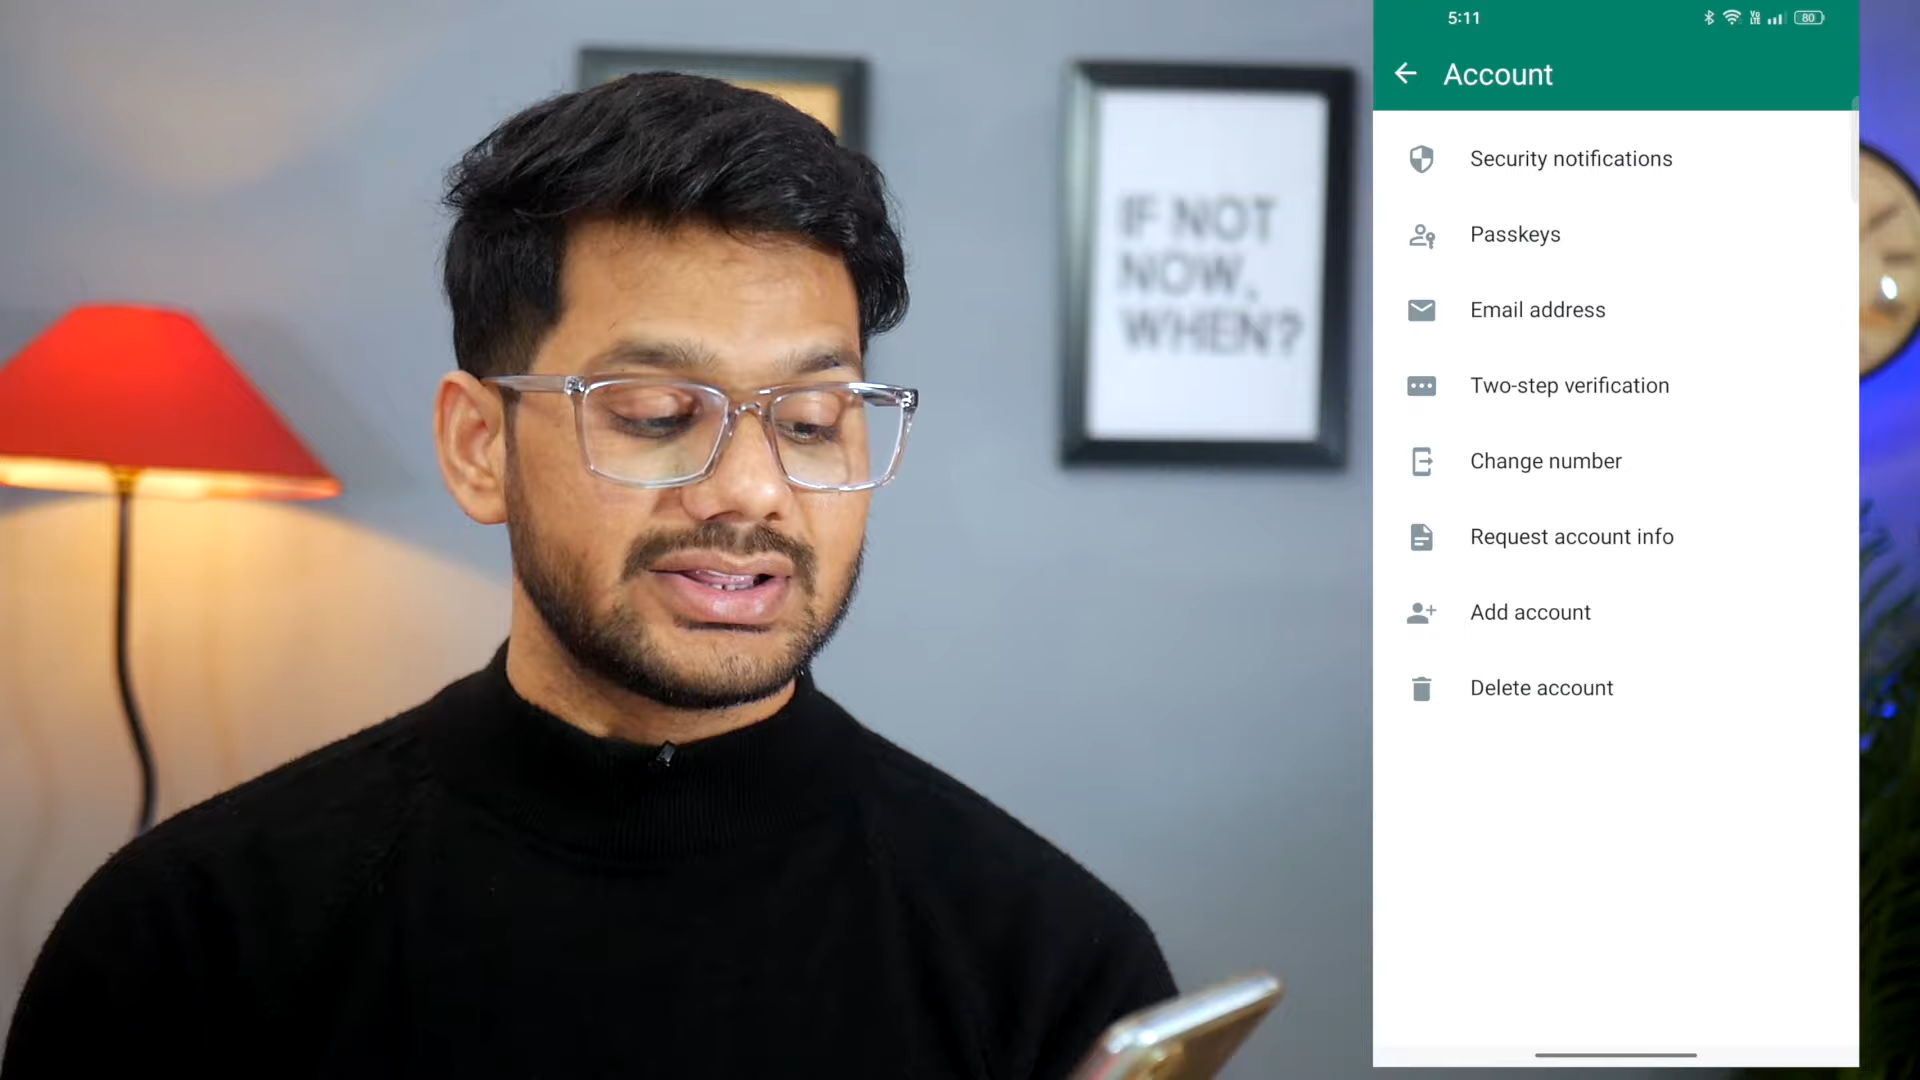 IF NOT
NOW.
WHEN?
5:11
80
Account
Security notifications
Passkeys
Email address
Two-step verification
Change number
Request account info
Add account
Delete account